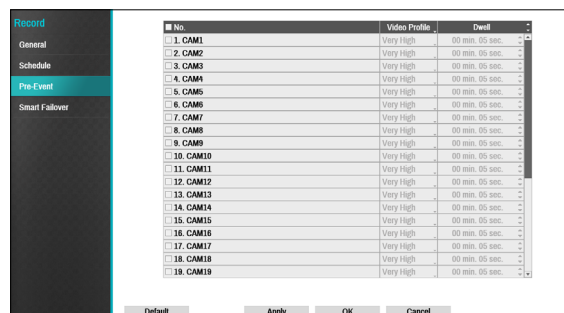 Record
General
Schedule
Pre-Event
Smart Failover
No. Video Profile Dwell
1. CAM1 Very High 00 min. 05 sec.
2. CAM2 Very High 00 min. 05 sec.
3. CAM3 Very High 00 min. 05 sec.
4. CAM4 Very High 00 min. 05 sec.
5. CAM5 Very High 00 min. 05 sec.
6. CAM6 Very High 00 min. 05 sec.
7. CAM7 Very High 00 min. 05 sec.
8. CAM8 Very High 00 min. 05 sec.
9. CAM9 Very High 00 min. 05 sec.
10. CAM10 Very High 00 min. 05 sec.
11. CAM11 Very High 00 min. 05 sec.
12. CAM12 Very High 00 min. 05 sec.
13. CAM13 Very High 00 min. 05 sec.
14. CAM14 Very High 00 min. 05 sec.
15. CAM15 Very High 00 min. 05 sec.
16. CAM16 Very High 00 min. 05 sec.
17. CAM17 Very High 00 min. 05 sec.
18. CAM18 Very High 00 min. 05 sec.
19. CAM19 Very High 00 min. 05 sec.
Default Apply OK Cancel